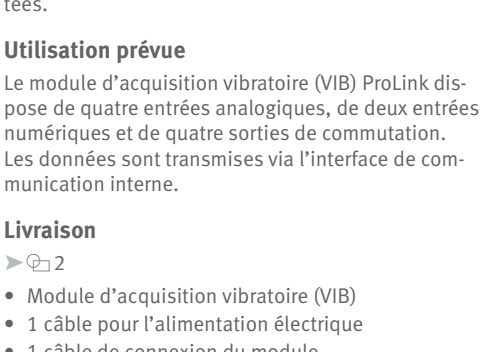 tées.
Utilisation prévue
Le module d’acquisition vibratoire (VIB) ProLink dis-
pose de quatre entrées analogiques, de deux entrées
numériques et de quatre sorties de commutation.
Les données sont transmises via l’interface de com-
munication interne.
Livraison
➤ 2
• Module d’acquisition vibratoire (VIB)
• 1 câble pour l’alimentation électrique
• 1 câble de connexion du module